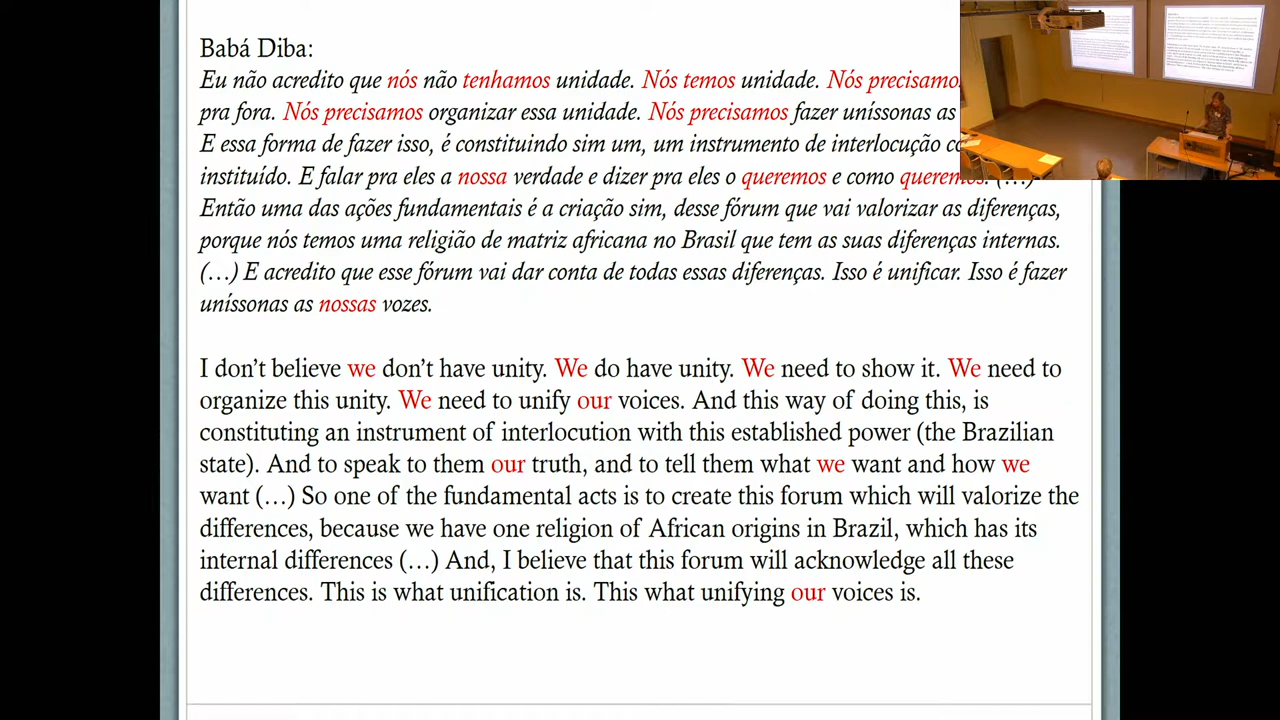 Babá Diba:
Eu não acredito que nós não tenhamos unidade. Nós temos unidade. Nós precisamos
pra fora. Nós precisamos organizar essa unidade. Nós precisamos fazer uníssonas as
E essa forma de fazer isso, é constituindo sim um, um instrumento de interlocução
instituído. E falar pra eles a nossa verdade e dizer pra eles o queremos e como queremos. (…)
Então uma das ações fundamentais é a criação sim, desse fórum que vai valorizar as diferenças,
porque nós temos uma religião de matriz africana no Brasil que tem as suas diferenças internas.
(…) E acredito que esse fórum vai dar conta de todas essas diferenças. Isso é unificar. Isso é fazer
uníssonas as nossas vozes.
I don’t believe we don’t have unity. We do have unity. We need to show it. We need to
organize this unity. We need to unify our voices. And this way of doing this, is
constituting an instrument of interlocution with this established power (the Brazilian
state). And to speak to them our truth, and to tell them what we want and how we
want (…) So one of the fundamental acts is to create this forum which will valorize the
differences, because we have one religion of African origins in Brazil, which has its
internal differences (…) And, I believe that this forum will acknowledge all these
differences. This is what unification is. This what unifying our voices is.